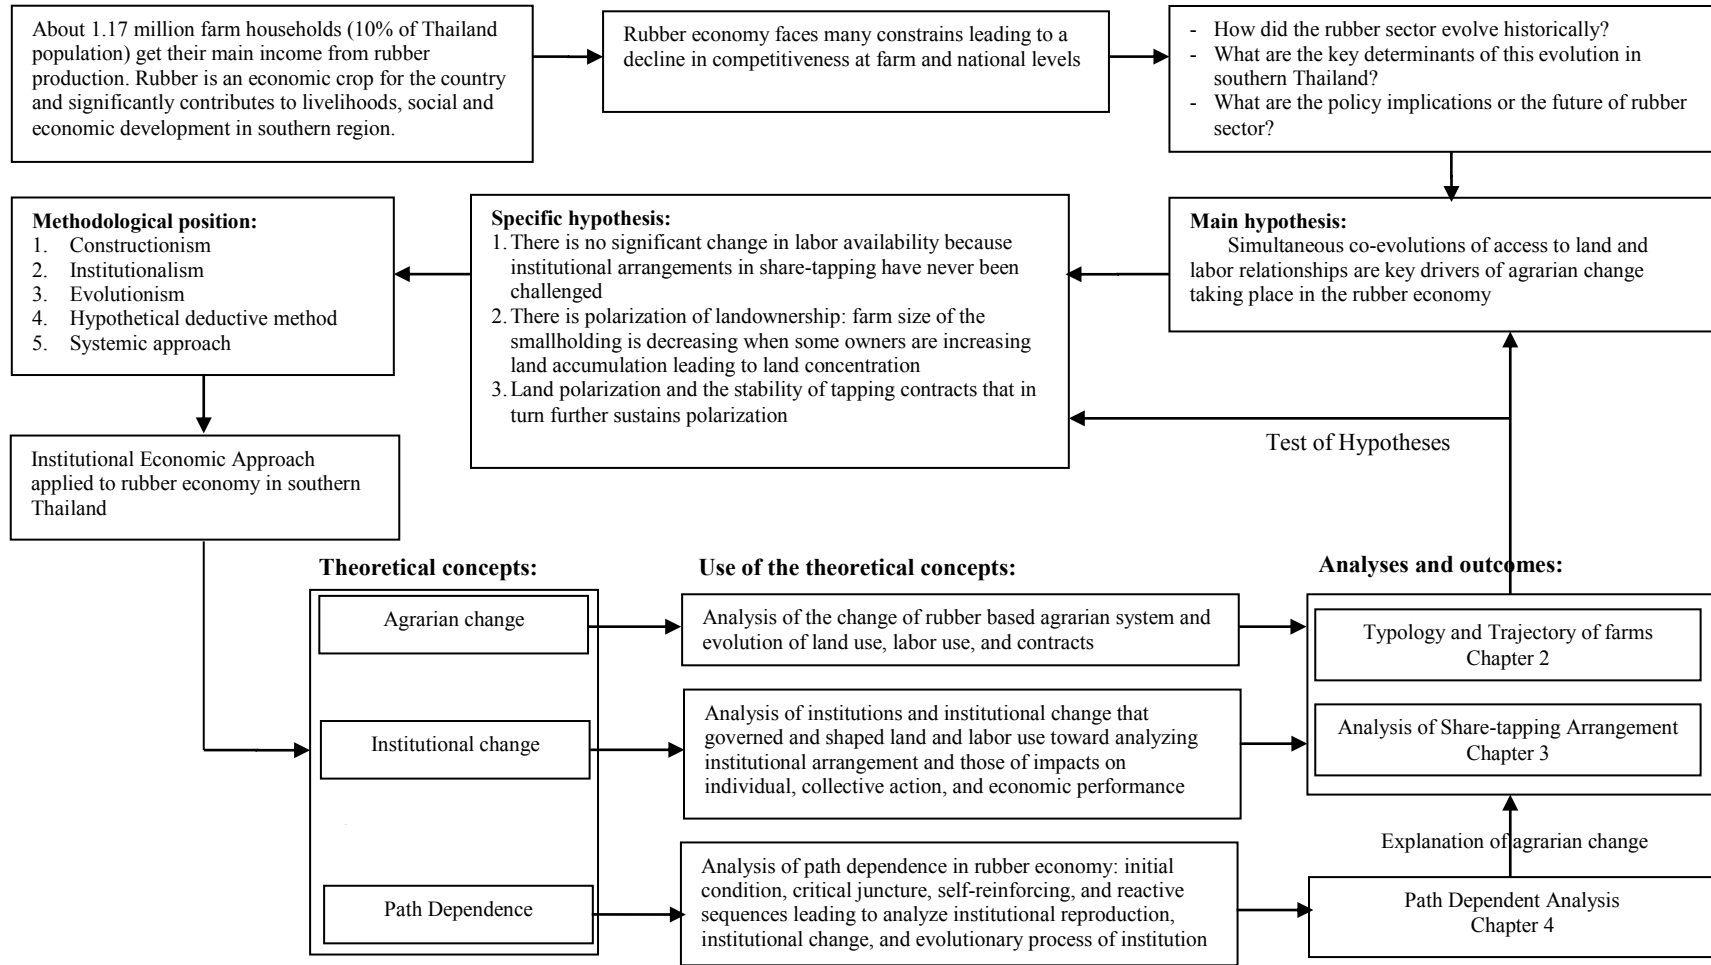 About 1.17 million farm households (10% of Thailand
population) get their main income from rubber
production. Rubber is an economic crop for the country
and significantly contributes to livelihoods, social and
economic development in southern region.
Rubber economy faces many constrains leading to a
decline in competitiveness at farm and national levels
- How did the rubber sector evolve historically?
- What are the key determinants of this evolution in
southern Thailand?
- What are the policy implications or the future of rubber
sector?
Methodological position:
1. Constructionism
2. Institutionalism
3. Evolutionism
4. Hypothetical deductive method
5. Systemic approach
Specific hypothesis:
1. There is no significant change in labor availability because
institutional arrangements in share-tapping have never been
challenged
2. There is polarization of landownership: farm size of the
smallholding is decreasing when some owners are increasing
land accumulation leading to land concentration
3. Land polarization and the stability of tapping contracts that in
turn further sustains polarization
Main hypothesis:
Simultaneous co-evolutions of access to land and
labor relationships are key drivers of agrarian change
taking place in the rubber economy
Test of Hypotheses
Institutional Economic Approach
applied to rubber economy in southern
Thailand
Theoretical concepts:
Use of the theoretical concepts:
Analyses and outcomes:
Agrarian change
Analysis of the change of rubber based agrarian system and
evolution of land use, labor use, and contracts
Typology and Trajectory of farms
Chapter 2
Institutional change
Analysis of institutions and institutional change that
governed and shaped land and labor use toward analyzing
institutional arrangement and those of impacts on
individual, collective action, and economic performance
Analysis of Share-tapping Arrangement
Chapter 3
Explanation of agrarian change
Path Dependence
Analysis of path dependence in rubber economy: initial
condition, critical juncture, self-reinforcing, and reactive
sequences leading to analyze institutional reproduction,
institutional change, and evolutionary process of institution
Path Dependent Analysis
Chapter 4